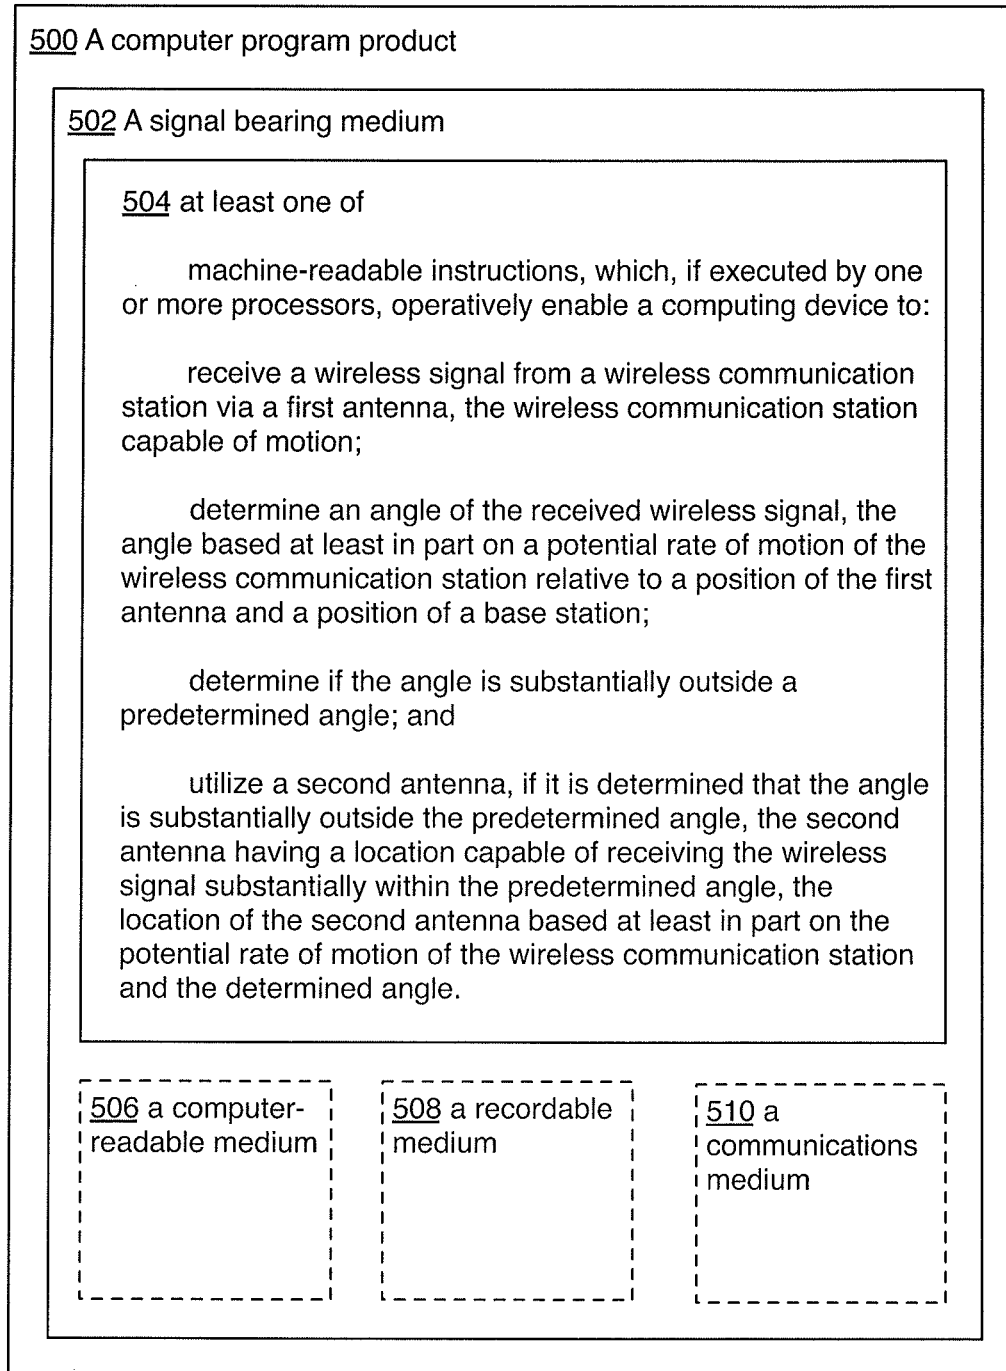 500 A computer program product
502 A signal bearing medium
504 at least one of
machine-readable instructions, which, if executed by one
or more processors, operatively enable a computing device to:
receive a wireless signal from a wireless communication
station via a first antenna, the wireless communication station
capable of motion;
determine an angle of the received wireless signal, the
angle based at least in part on a potential rate of motion of the
wireless communication station relative to a position of the first
antenna and a position of a base station;
determine if the angle is substantially outside a
predetermined angle; and
utilize a second antenna, if it is determined that the angle
is substantially outside the predetermined angle, the second
antenna having a location capable of receiving the wireless
signal substantially within the predetermined angle, the
location of the second antenna based at least in part on the
potential rate of motion of the wireless communication station
and the determined angle.
506 a computer-
readable medium
508 a recordable
medium
510 a
communications
medium